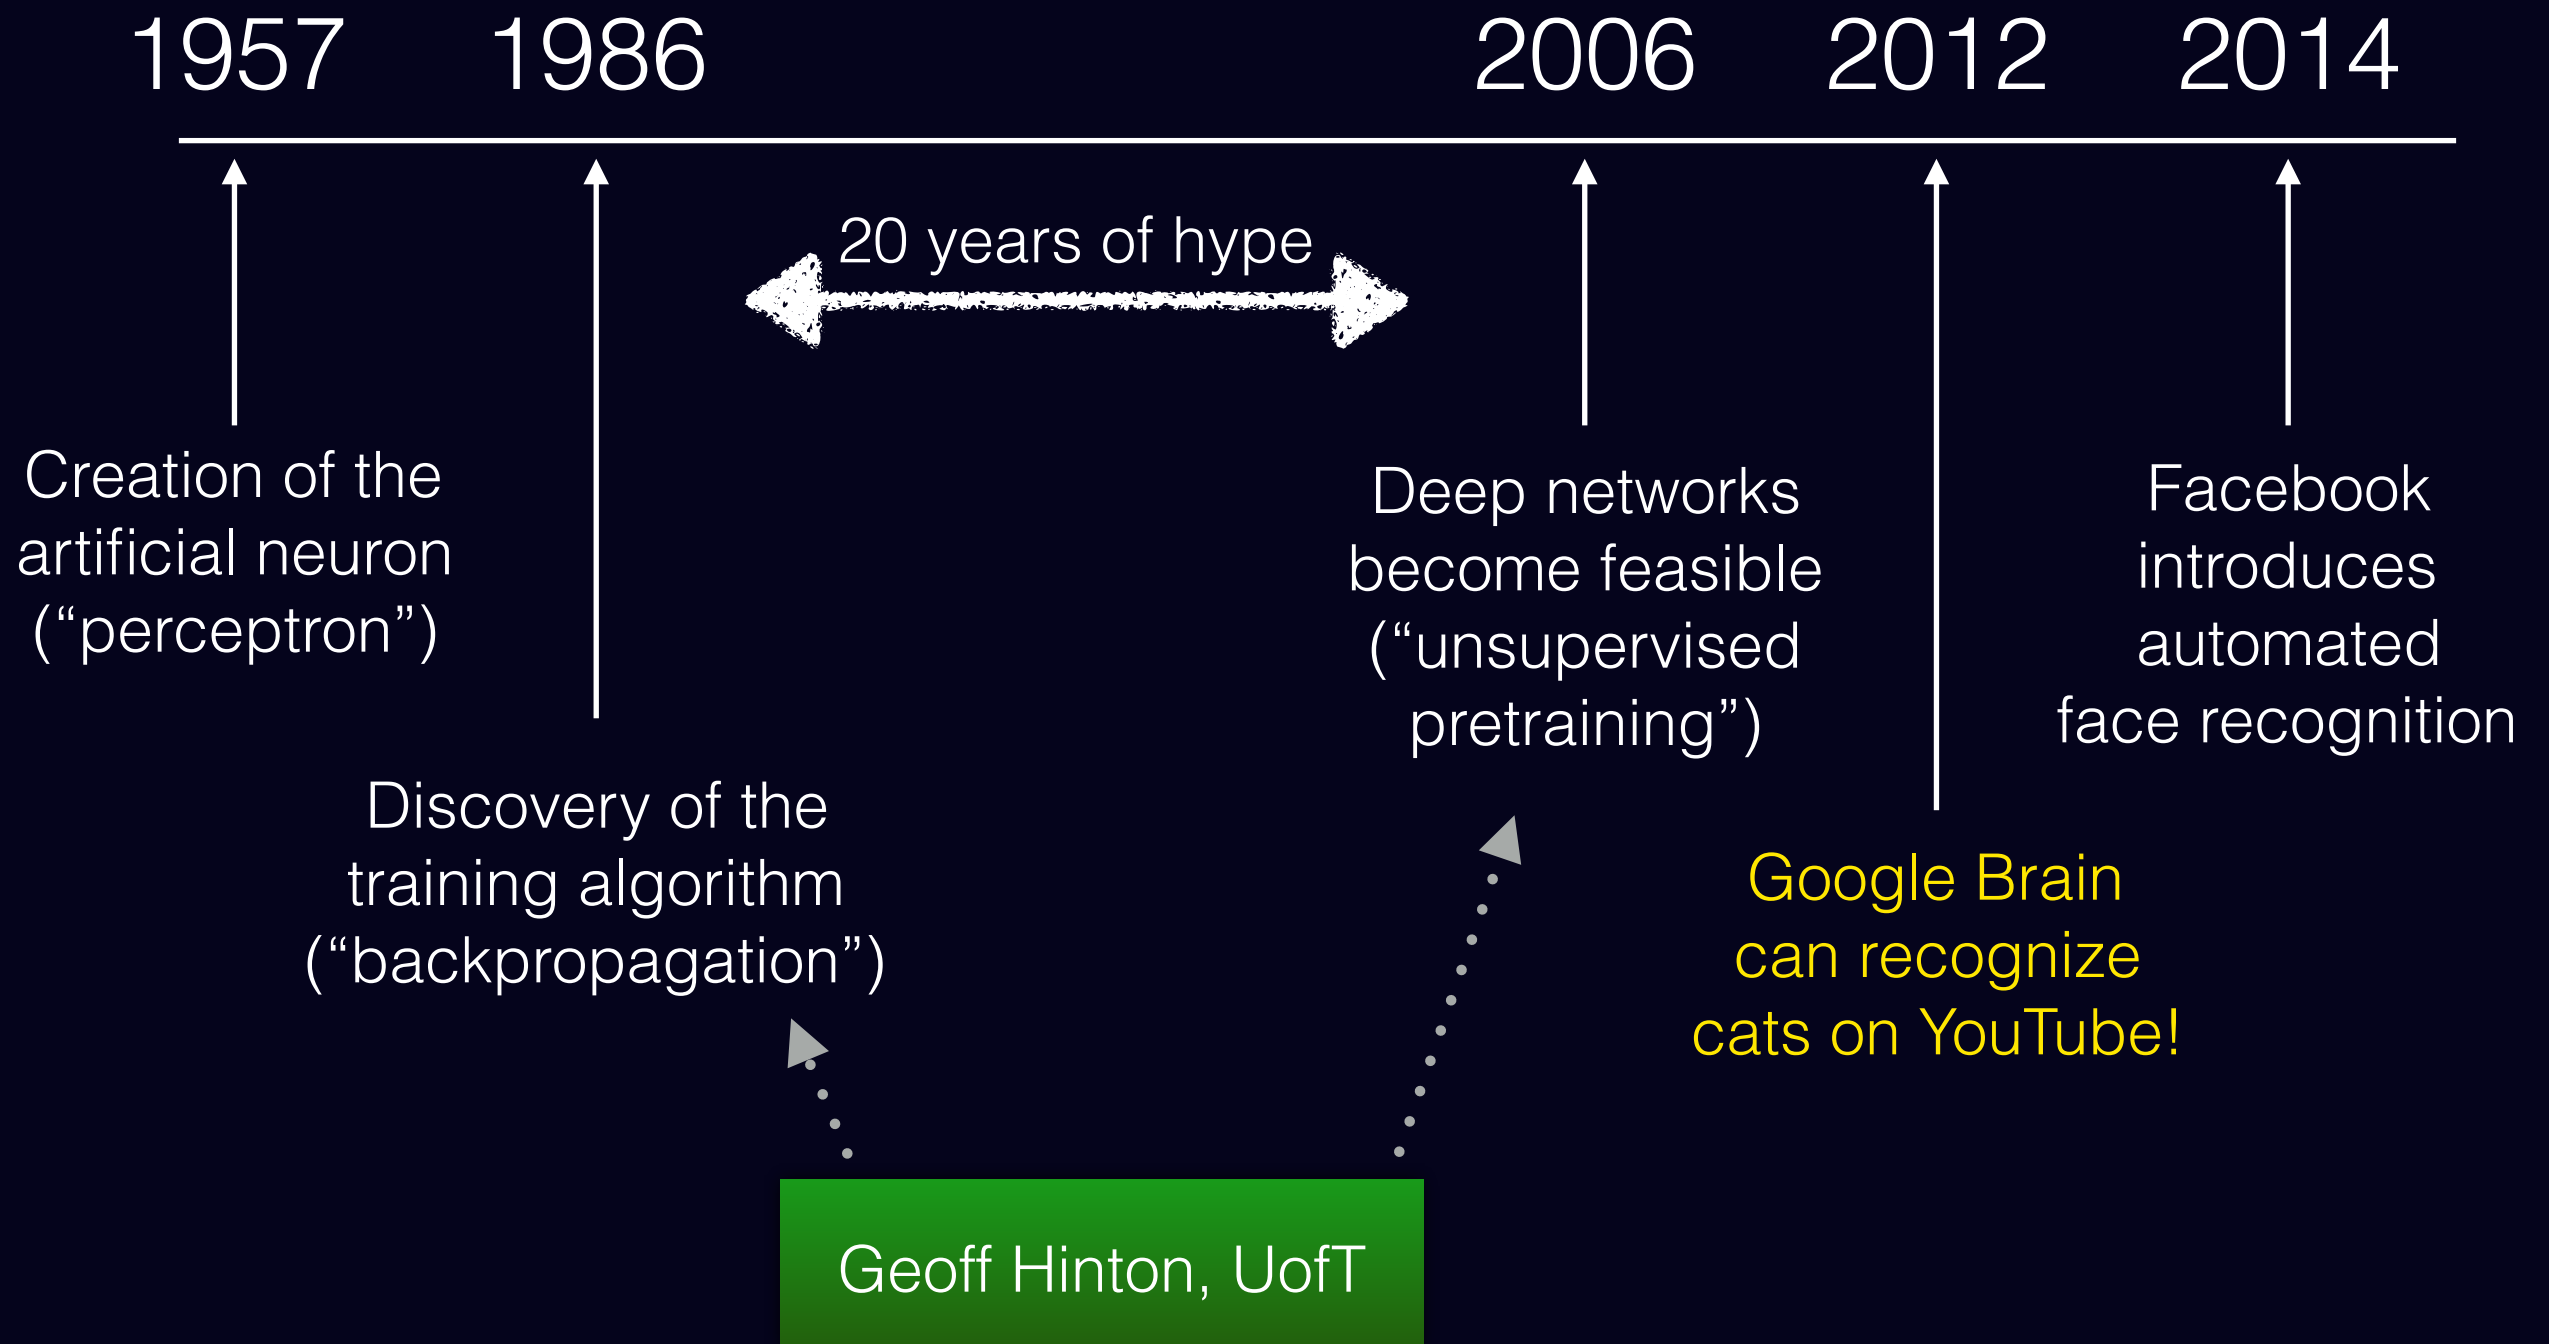 1957
1986
2006
2012
2014
20 years of hype
Creation of the
artificial neuron
(“perceptron”)
Discovery of the
training algorithm
(“backpropagation”)
Deep networks
become feasible
(“unsupervised
pretraining”)
Google Brain
can recognize
cats on YouTube!
Facebook
introduces
automated
face recognition
Geoff Hinton, UofT